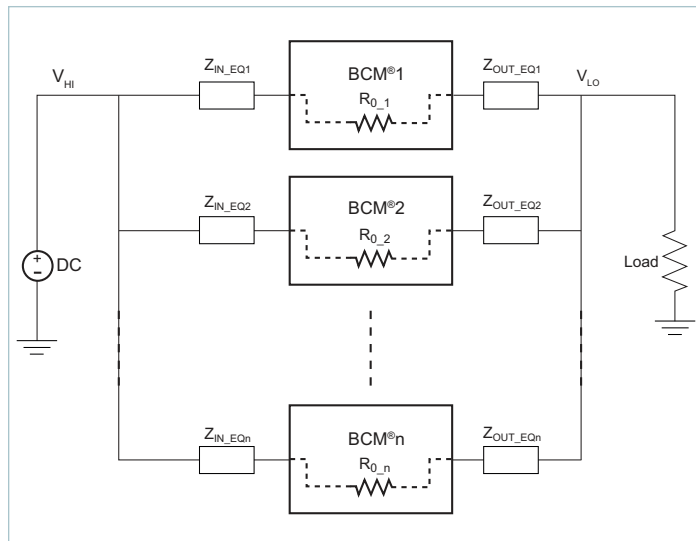 V_HI
Z_IN_EQ1
BCM®1
R_0_1
Z_OUT_EQ1
V_LO
Z_IN_EQ2
BCM®2
R_0_2
Z_OUT_EQ2
+
-
DC
Load
Z_IN_EQn
BCM®n
R_0_n
Z_OUT_EQn